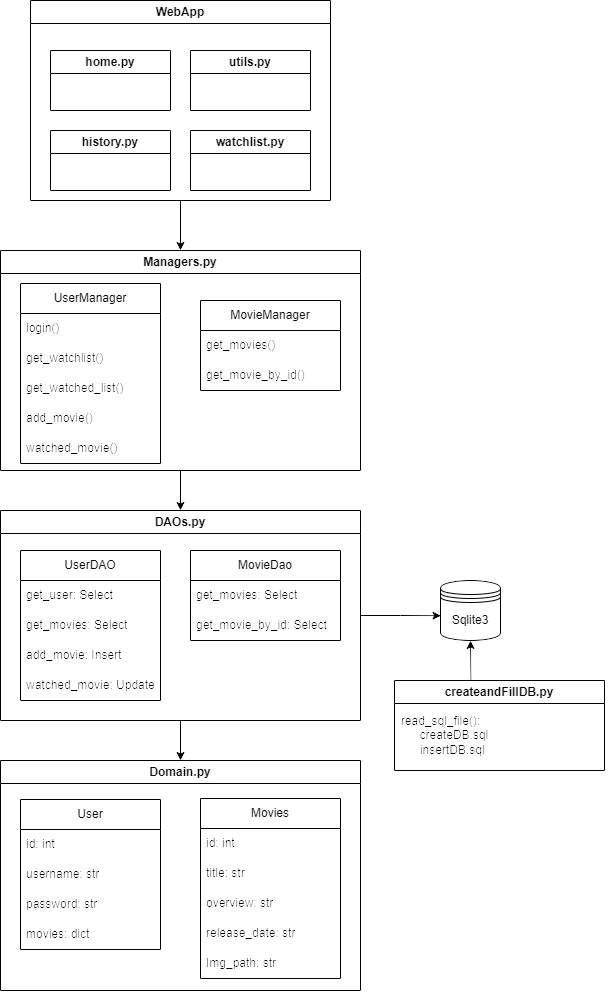 WebApp
home.py
utils.py
history.py
watchlist.py
Managers.py
UserManager
login()
get_watchlist()
get_watched_list()
add_movie()
watched_movie()
MovieManager
get_movies()
get_movie_by_id()
DAOs.py
UserDAO
get_user: Select
get_movies: Select
add_movie: Insert
watched_movie: Update
MovieDao
get_movies: Select
get_movie_by_id: Select
Sqlite3
createandFillDB.py
read_sql_file():
createDB.sql
insertDB.sql
Domain.py
User
id: int
username: str
password: str
movies: dict
Movies
id: int
title: str
overview: str
release_date: str
Img_path: str